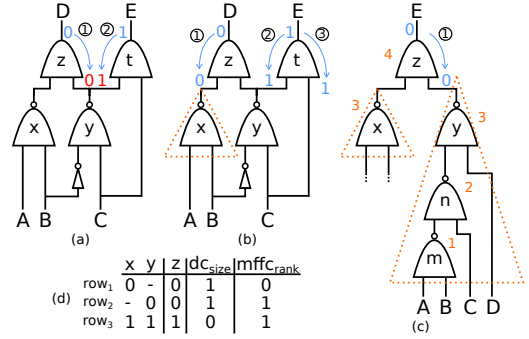 D E E
0 ① ② 1 ① 0 ② 1 ③ 0 ①
z t z t 4 z
0 1 0 1 1 0
3 3
x y x y x y
n 2
m 1
A B C A B C A B C D
(a) (b) (c)
x y z dc_size mffc_rank
(d) row₁ 0 - 0 1 0
row₂ - 0 0 1 1
row₃ 1 1 1 0 1